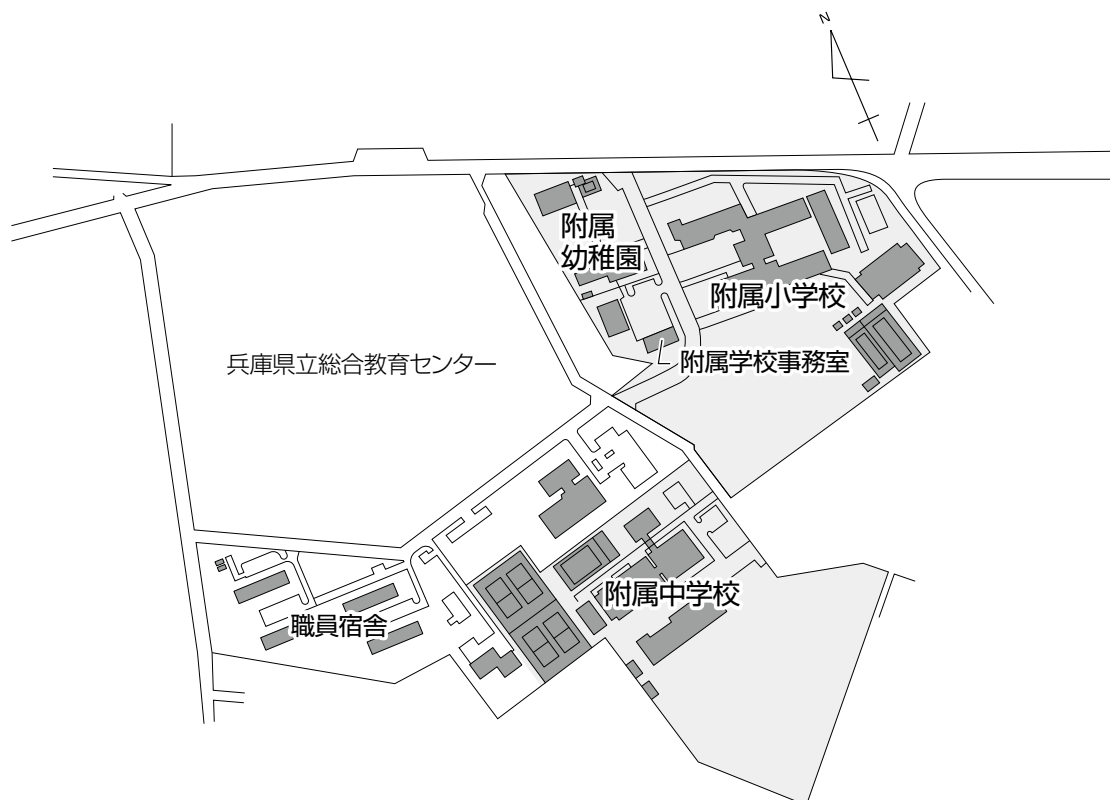 N
附属
幼稚園
附属小学校
兵庫県立総合教育センター
附属学校事務室
附属中学校
職員宿舎